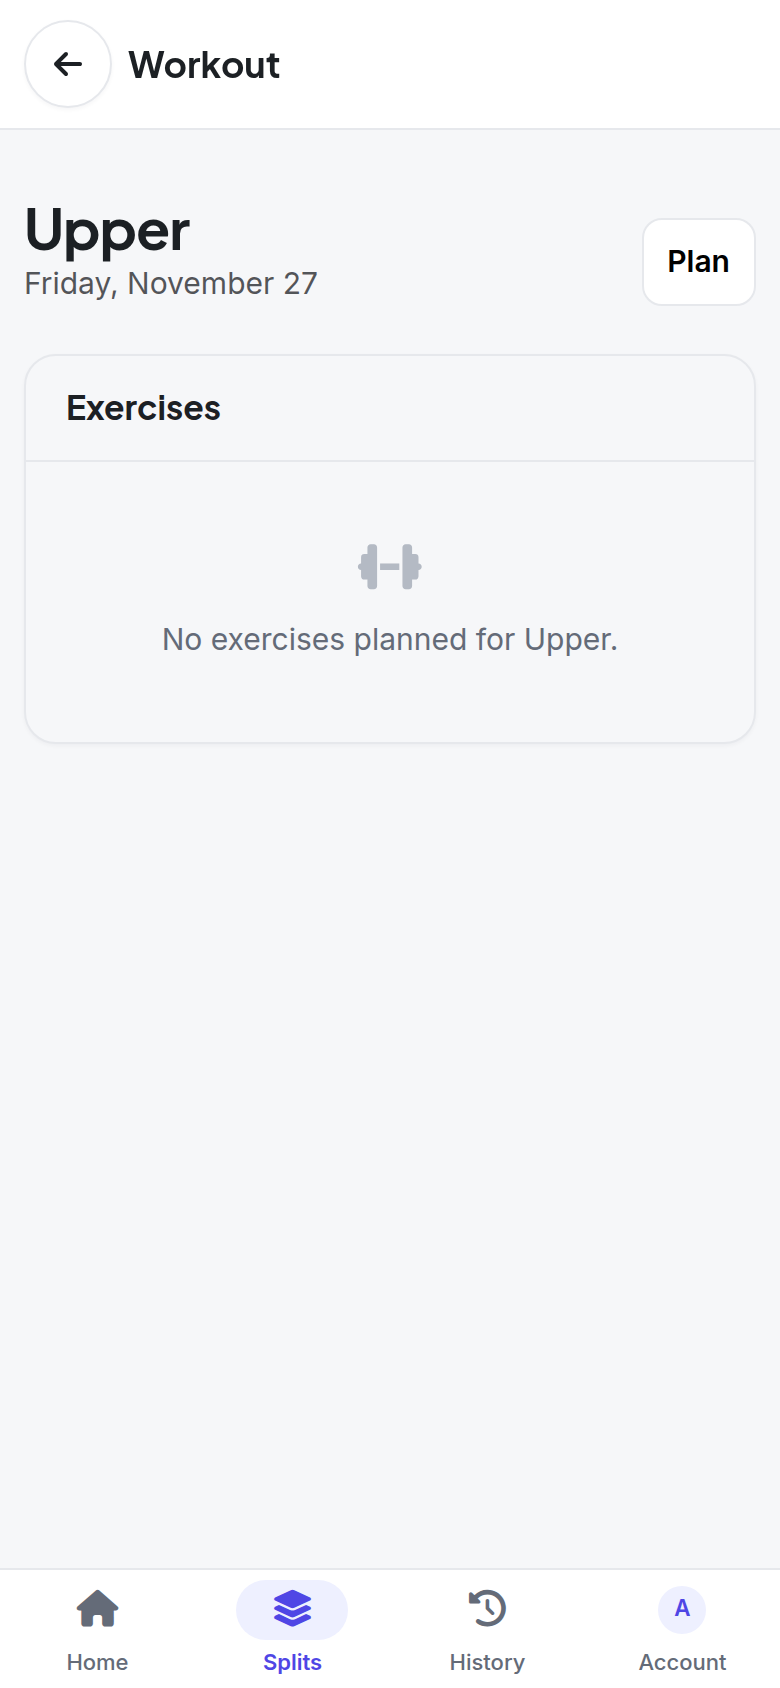 Workout
Upper
Friday, November 27
Plan
Exercises
No exercises planned for Upper.
Home
Splits
History
A
Account